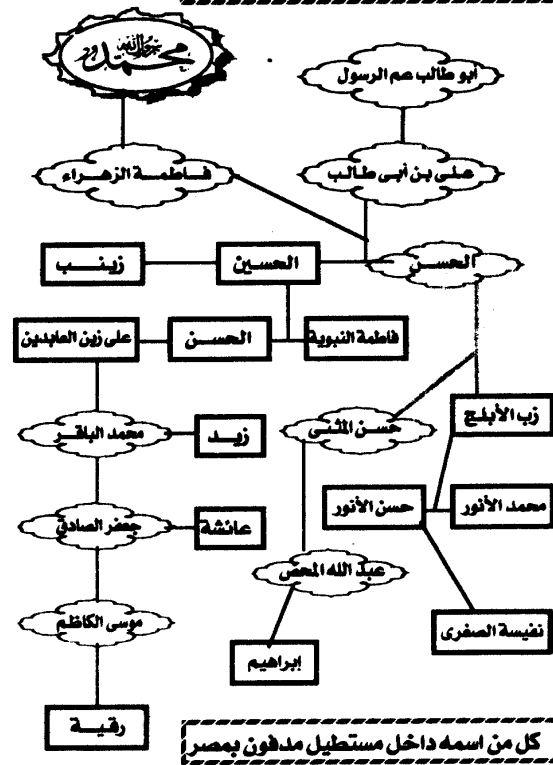 محمد رسول الله
أبو طالب عم الرسول
فاطمة الزهراء
على بن أبى طالب
زينب
الحسين
الحسن
على زين العابدين
الحسن
فاطمة النبوية
زب الأبلج
محمد الباقر
زيد
حسن المثنى
حسن الأنور
محمد الأنور
جعفر الصادق
عائشة
عبد الله المحض
موسى الكاظم
إبراهيم
نفيسة الصغرى
رقية
كل من اسمه داخل مستطيل مدفون بمصر